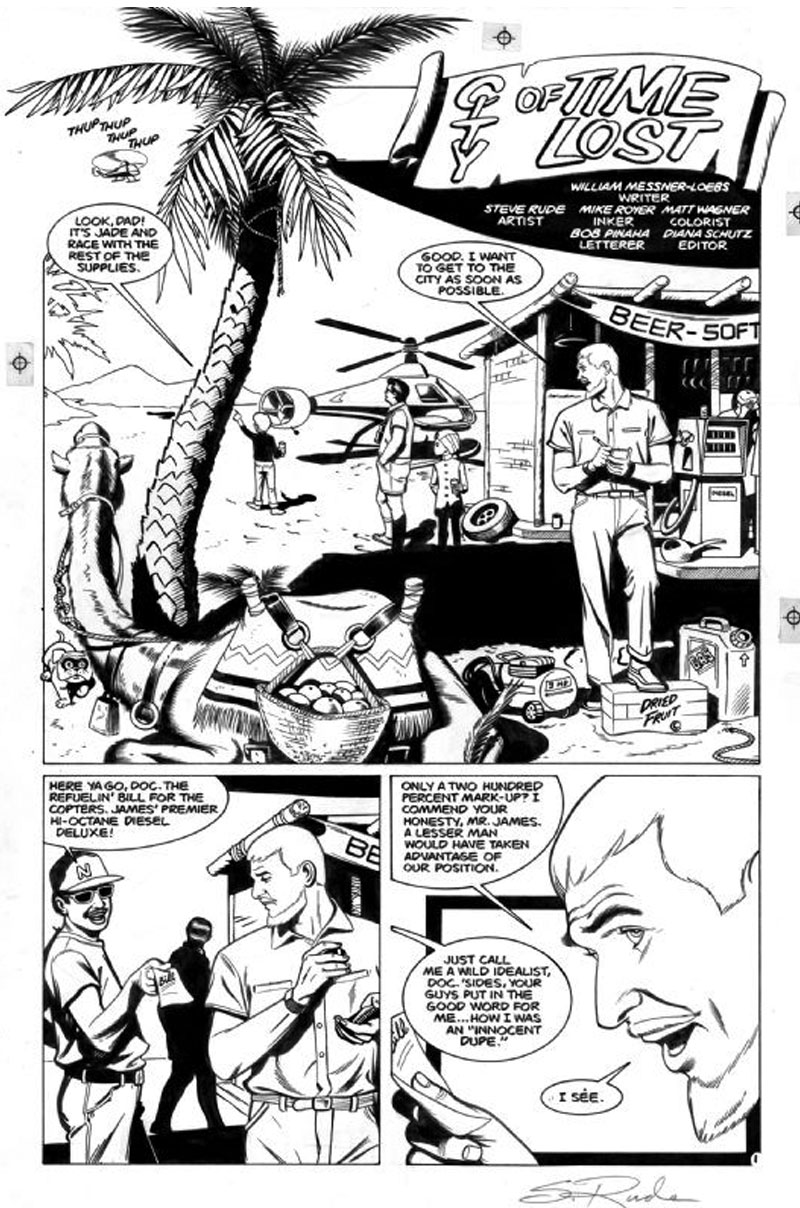 CITY OF TIME LOST
WILLIAM MESSNER-LOEBS
WRITER
STEVE RUDE MIKE ROYER MATT WAGNER
ARTIST INKER COLORIST
BOB PINAHA DIANA SCHUTZ
LETTERER EDITOR
THUP THUP
THUP
THUP
LOOK, DAD!
IT'S JADE AND
RACE WITH THE
REST OF THE
SUPPLIES.
GOOD. I WANT
TO GET TO THE
CITY AS SOON AS
POSSIBLE.
BEER-SOFT
DIESEL
9 HP
DRIED
FRUIT
©
HERE YA GO, DOC. THE
REFUELIN' BILL FOR THE
COPTERS. JAMES' PREMIER
HI-OCTANE DIESEL
DELUXE!
BE
N
Bill
ONLY A TWO HUNDRED
PERCENT MARK-UP? I
COMMEND YOUR
HONESTY, MR. JAMES.
A LESSER MAN
WOULD HAVE TAKEN
ADVANTAGE OF
OUR POSITION.
JUST CALL
ME A WILD IDEALIST,
DOC. 'SIDES, YOUR
GUYS PUT IN THE
GOOD WORD FOR
ME...HOW I WAS
AN "INNOCENT
DUPE."
I SEE.
Bill
1
S. Rude